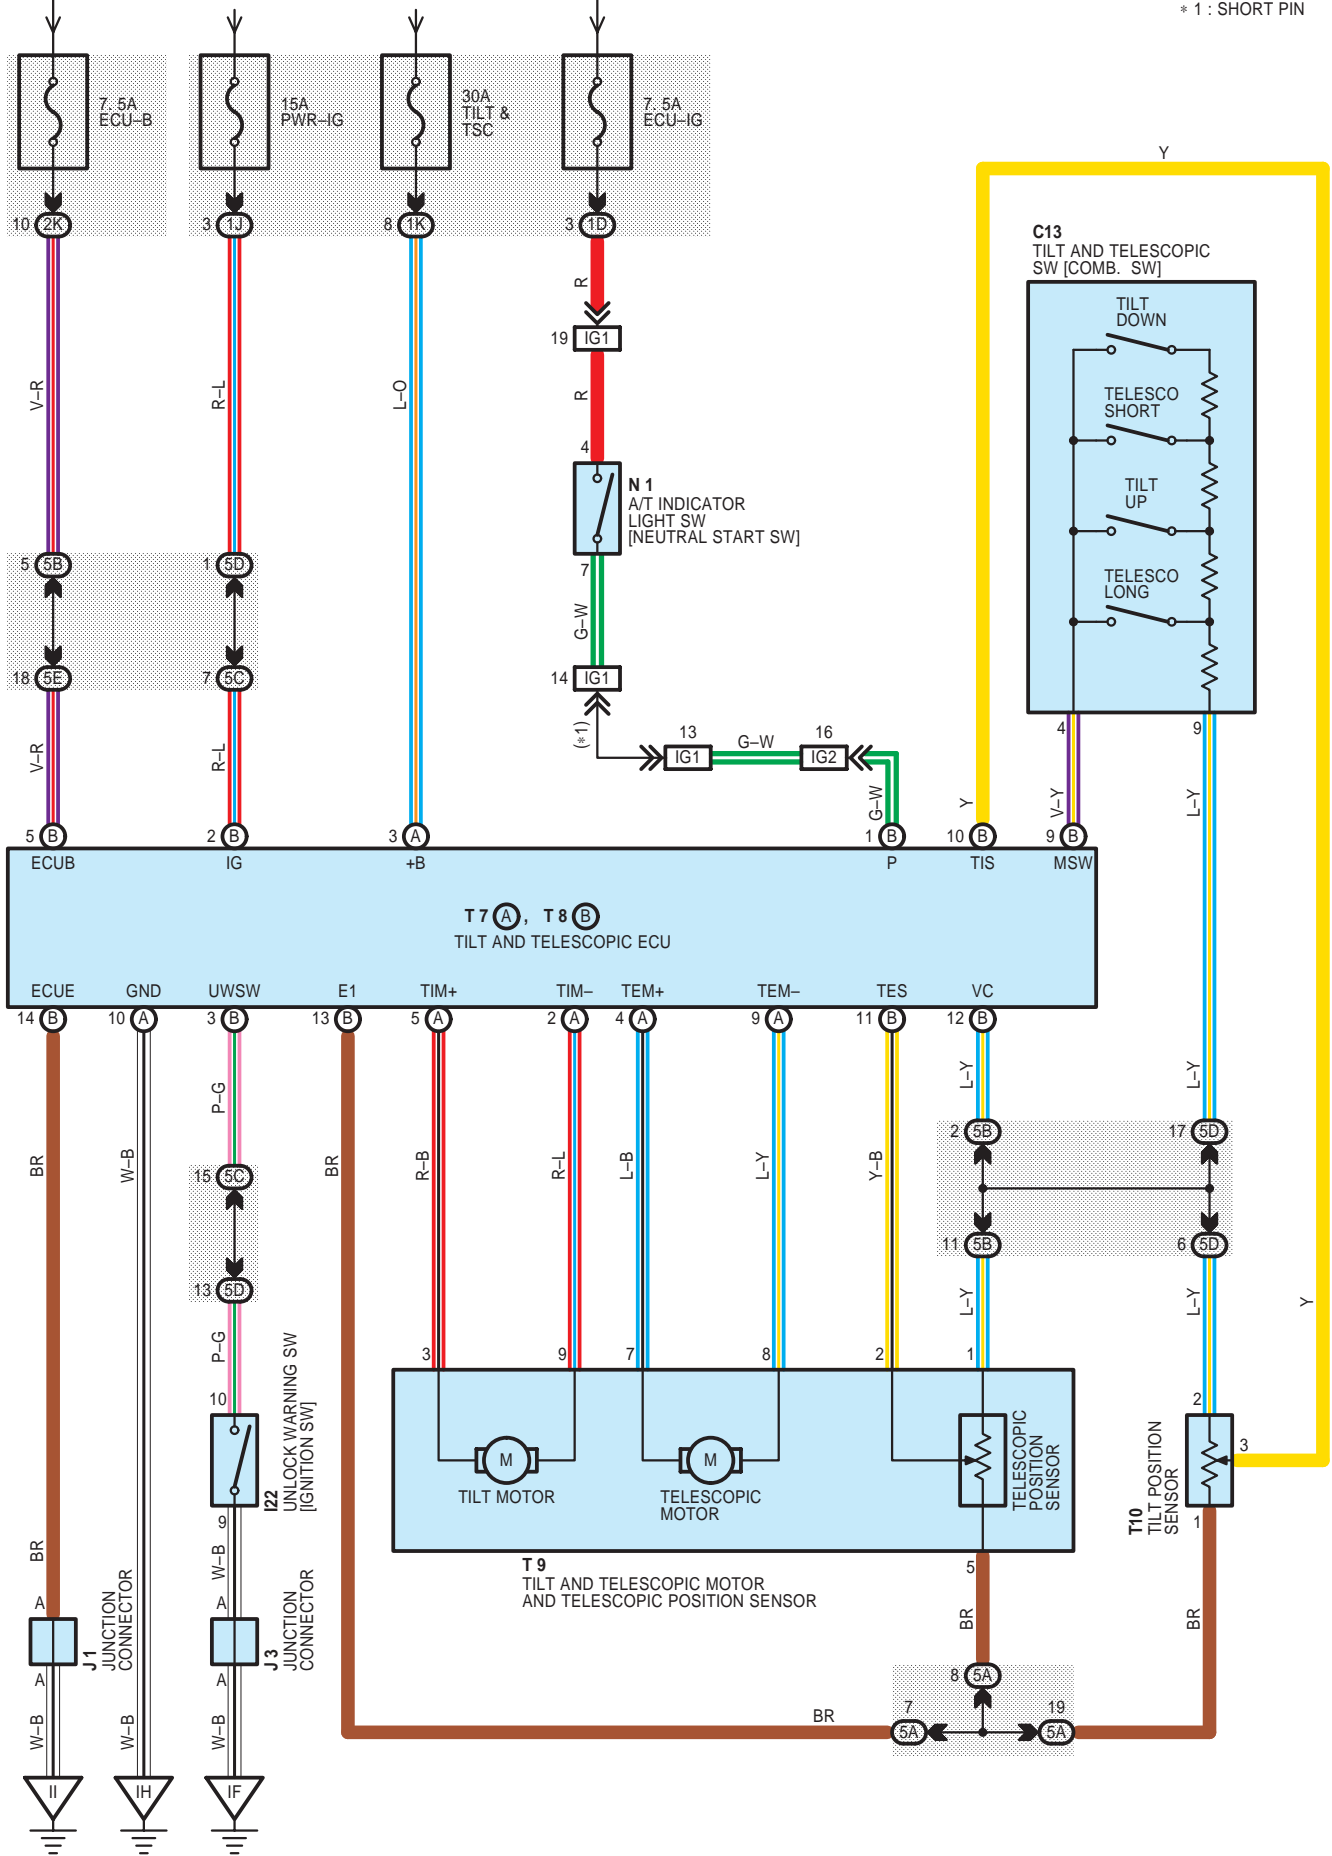 * 1 : SHORT PIN
7. 5A
ECU–B
15A
PWR–IG
30A
TILT &
TSC
7. 5A
ECU–IG
10 2K
3 1J
8 1K
3 1D
Y
C13
TILT AND TELESCOPIC
SW [COMB. SW]
TILT
DOWN
TELESCO
SHORT
TILT
UP
TELESCO
LONG
R
19 IG1
V–R
R–L
L–O
R
4
N 1
A/T INDICATOR
LIGHT SW
[NEUTRAL START SW]
7
5 5B
1 5D
G–W
18 5E
7 5C
14 IG1
(*1)
13
IG1
G–W
16
IG2
4
9
V–R
R–L
G–W
Y
V–Y
L–Y
5 B
2 B
3 A
1 B
10 B
9 B
ECUB
IG
+B
P
TIS
MSW
T 7 A , T 8 B
TILT AND TELESCOPIC ECU
ECUE
GND
UWSW
E1
TIM+
TIM–
TEM+
TEM–
TES
VC
14 B
10 A
3 B
13 B
5 A
2 A
4 A
9 A
11 B
12 B
P–G
L–Y
L–Y
2 5B
17 5D
BR
W–B
15 5C
BR
R–B
R–L
L–B
L–Y
Y–B
11 5B
6 5D
13 5D
P–G
L–Y
L–Y
Y
3
9
7
8
2
1
10
2
3
I22
UNLOCK WARNING SW
[IGNITION SW]
M
TILT MOTOR
M
TELESCOPIC
MOTOR
TELESCOPIC
POSITION
SENSOR
T10
TILT POSITION
SENSOR
9
1
5
T 9
TILT AND TELESCOPIC MOTOR
AND TELESCOPIC POSITION SENSOR
BR
W–B
A
J 1
JUNCTION
CONNECTOR
A
A
J 3
JUNCTION
CONNECTOR
A
BR
BR
8 5A
7
5A
19
5A
BR
W–B
W–B
W–B
II
IH
IF